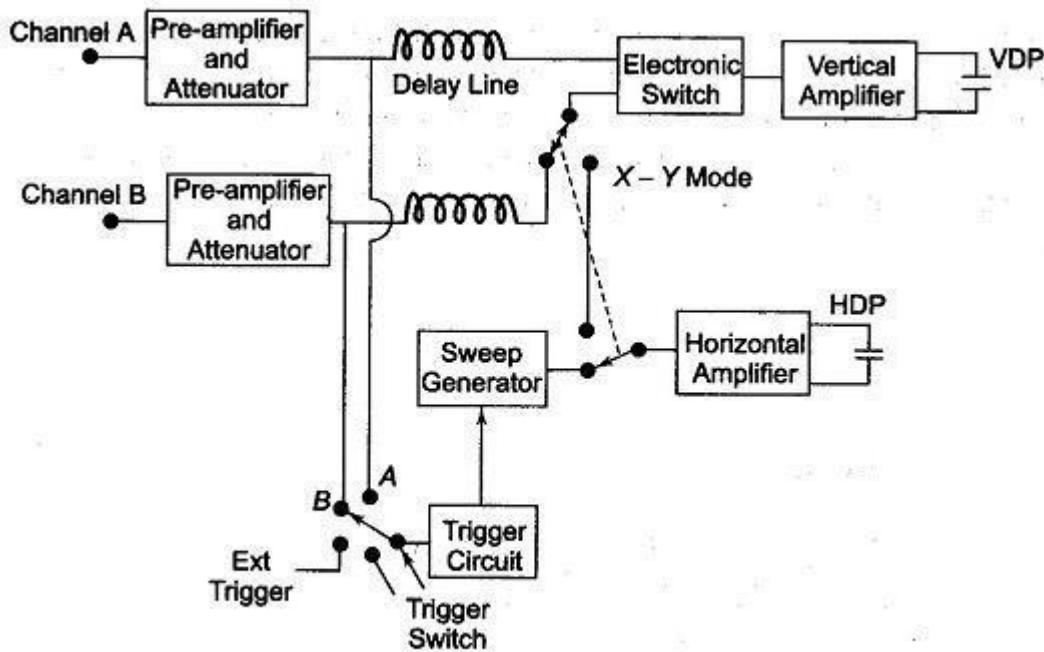 Channel A
Pre-amplifier
and
Attenuator
Delay Line
Electronic
Switch
Vertical
Amplifier
VDP
Channel B
Pre-amplifier
and
Attenuator
X – Y Mode
Sweep
Generator
Horizontal
Amplifier
HDP
A
B
Ext
Trigger
Trigger
Switch
Trigger
Circuit